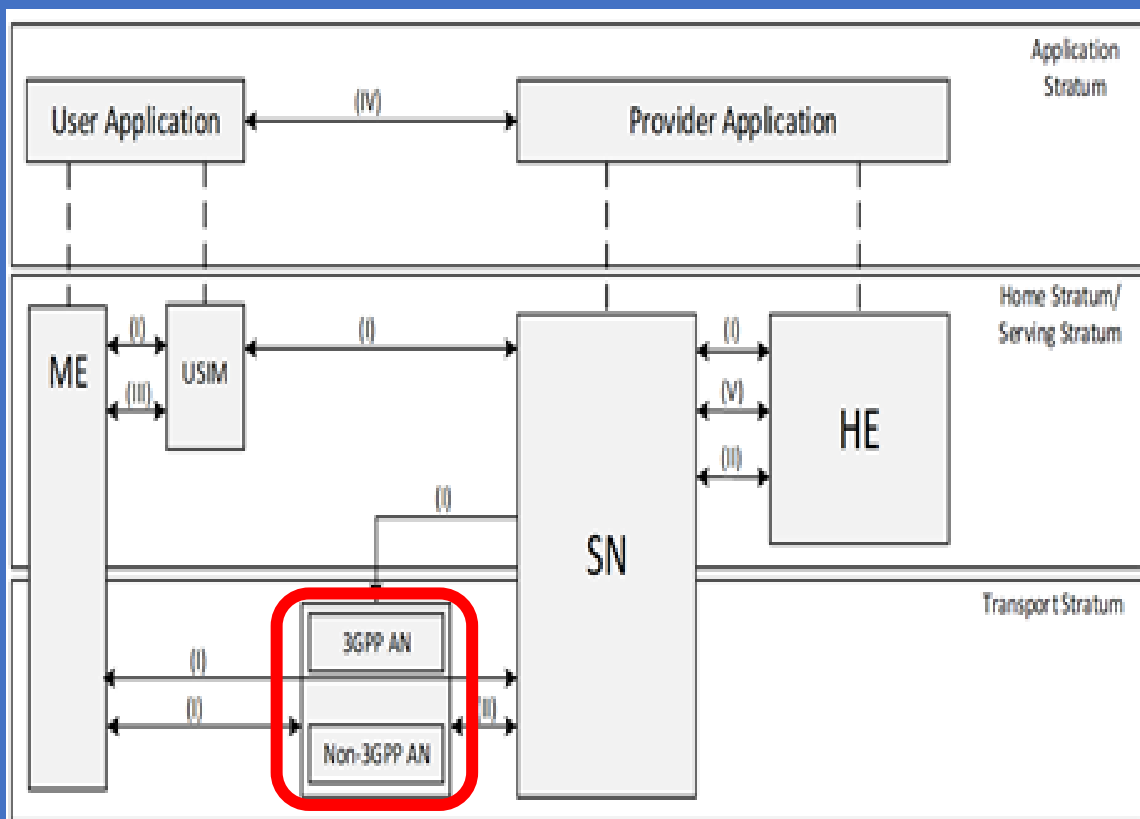 Application
Stratum
User Application
(IV)
Provider Application
Home Stratum/
Serving Stratum
ME
(I)
(III)
USIM
(I)
SN
(I)
(V)
(II)
HE
(I)
Transport Stratum
3GPP AN
(I)
(I)
(II)
Non-3GPP AN